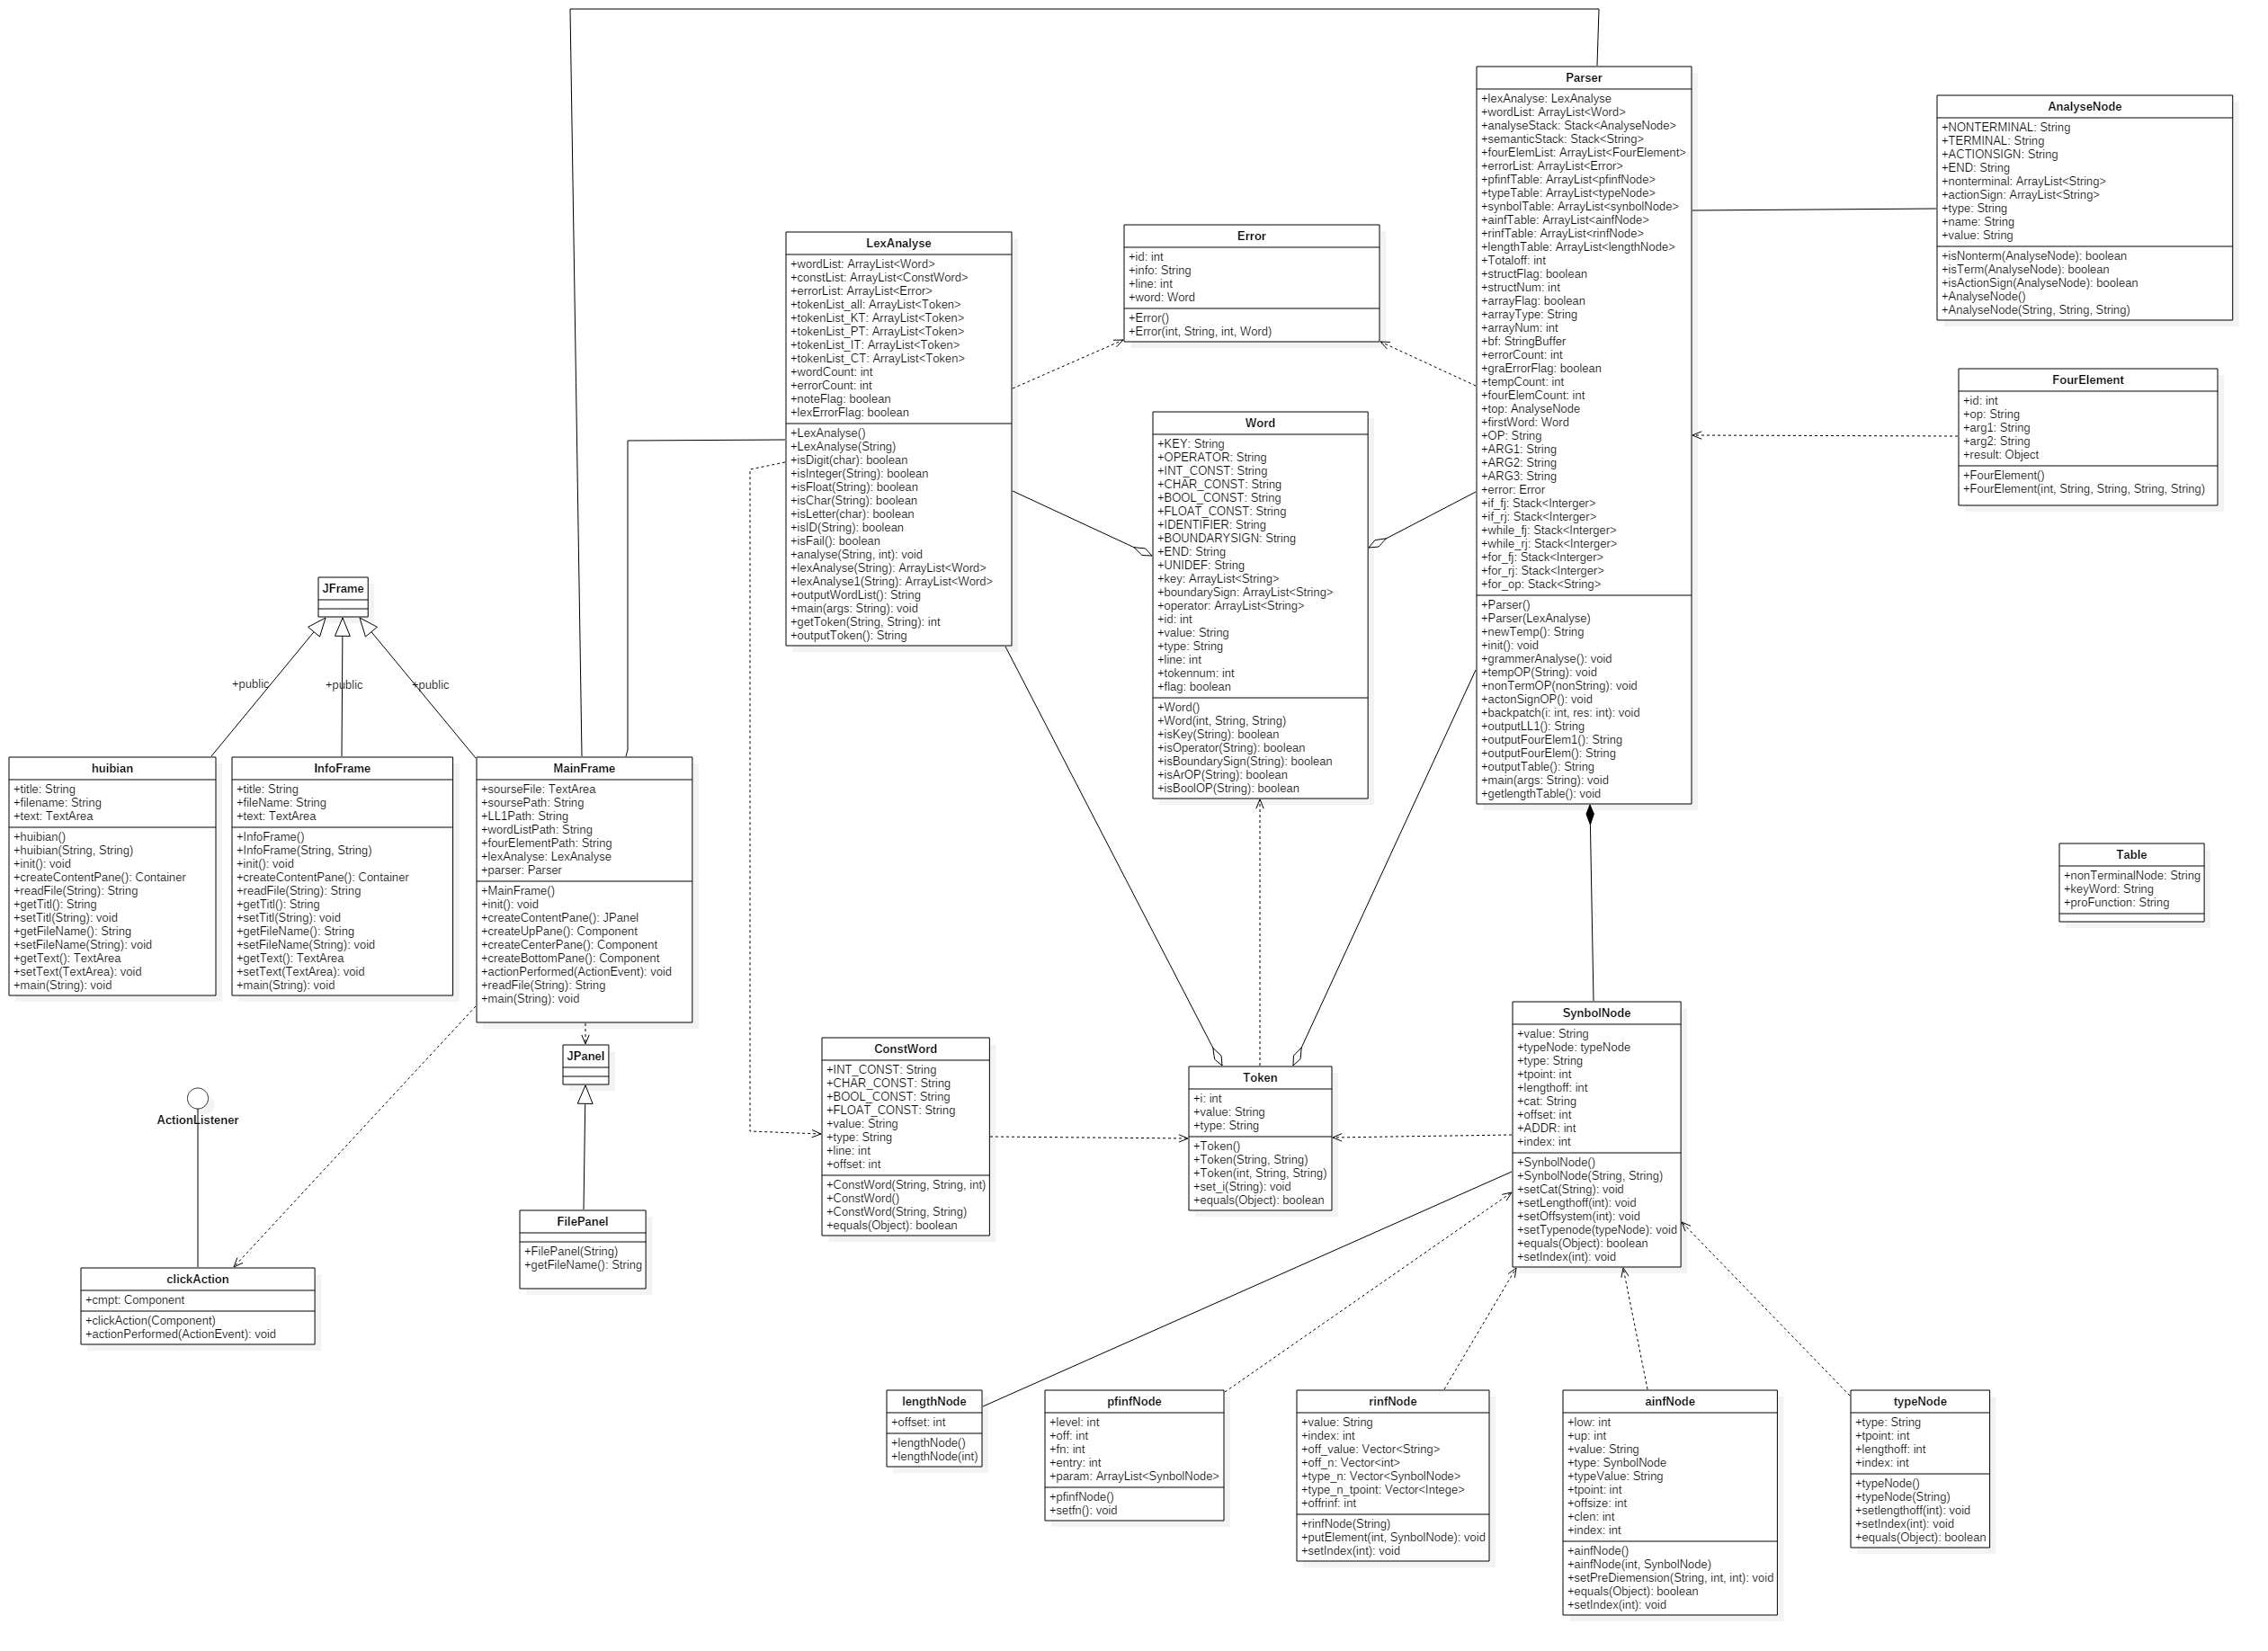 Parser
+lexAnalyse: LexAnalyse
+wordList: ArrayList<Word>
+analyseStack: Stack<AnalyseNode>
+semanticStack: Stack<String>
+fourElemList: ArrayList<FourElement>
+errorList: ArrayList<Error>
+pfinfTable: ArrayList<pfinfNode>
+typeTable: ArrayList<typeNode>
+synbolTable: ArrayList<synbolNode>
+ainfTable: ArrayList<ainfNode>
+rinfTable: ArrayList<rinfNode>
+lengthTable: ArrayList<lengthNode>
+Totaloff: int
+structFlag: boolean
+structNum: int
+arrayFlag: boolean
+arrayType: String
+arrayNum: int
+bf: StringBuffer
+errorCount: int
+graErrorFlag: boolean
+tempCount: int
+fourElemCount: int
+top: AnalyseNode
+firstWord: Word
+OP: String
+ARG1: String
+ARG2: String
+ARG3: String
+error: Error
+if_fj: Stack<Interger>
+if_rj: Stack<Interger>
+while_fj: Stack<Interger>
+while_rj: Stack<Interger>
+for_fj: Stack<Interger>
+for_rj: Stack<Interger>
+for_op: Stack<String>
+Parser()
+Parser(LexAnalyse)
+newTemp(): String
+init(): void
+grammerAnalyse(): void
+tempOP(String): void
+nonTermOP(nonString): void
+actonSignOP(): void
+backpatch(i: int, res: int): void
+outputLL1(): String
+outputFourElem1(): String
+outputFourElem(): String
+outputTable(): String
+main(args: String): void
+getlengthTable(): void
AnalyseNode
+NONTERMINAL: String
+TERMINAL: String
+ACTIONSIGN: String
+END: String
+nonterminal: ArrayList<String>
+actionSign: ArrayList<String>
+type: String
+name: String
+value: String
+isNonterm(AnalyseNode): boolean
+isTerm(AnalyseNode): boolean
+isActionSign(AnalyseNode): boolean
+AnalyseNode()
+AnalyseNode(String, String, String)
LexAnalyse
+wordList: ArrayList<Word>
+constList: ArrayList<ConstWord>
+errorList: ArrayList<Error>
+tokenList_all: ArrayList<Token>
+tokenList_KT: ArrayList<Token>
+tokenList_PT: ArrayList<Token>
+tokenList_IT: ArrayList<Token>
+tokenList_CT: ArrayList<Token>
+wordCount: int
+errorCount: int
+noteFlag: boolean
+lexErrorFlag: boolean
+LexAnalyse()
+LexAnalyse(String)
+isDigit(char): boolean
+isInteger(String): boolean
+isFloat(String): boolean
+isChar(String): boolean
+isLetter(char): boolean
+isID(String): boolean
+isFail(): boolean
+analyse(String, int): void
+lexAnalyse(String): ArrayList<Word>
+lexAnalyse1(String): ArrayList<Word>
+outputWordList(): String
+main(args: String): void
+getToken(String, String): int
+outputToken(): String
Error
+id: int
+info: String
+line: int
+word: Word
+Error()
+Error(int, String, int, Word)
FourElement
+id: int
+op: String
+arg1: String
+arg2: String
+result: Object
+FourElement()
+FourElement(int, String, String, String, String)
Word
+KEY: String
+OPERATOR: String
+INT_CONST: String
+CHAR_CONST: String
+BOOL_CONST: String
+FLOAT_CONST: String
+IDENTIFIER: String
+BOUNDARYSIGN: String
+END: String
+UNIDEF: String
+key: ArrayList<String>
+boundarySign: ArrayList<String>
+operator: ArrayList<String>
+id: int
+value: String
+type: String
+line: int
+tokennum: int
+flag: boolean
+Word()
+Word(int, String, String)
+isKey(String): boolean
+isOperator(String): boolean
+isBoundarySign(String): boolean
+isArOP(String): boolean
+isBoolOP(String): boolean
JFrame
+public
+public
+public
huibian
+title: String
+filename: String
+text: TextArea
+huibian()
+huibian(String, String)
+init(): void
+createContentPane(): Container
+readFile(String): String
+getTitl(): String
+setTitl(String): void
+getFileName(): String
+setFileName(String): void
+getText(): TextArea
+setText(TextArea): void
+main(String): void
InfoFrame
+title: String
+fileName: String
+text: TextArea
+InfoFrame()
+InfoFrame(String, String)
+init(): void
+createContentPane(): Container
+readFile(String): String
+getTitl(): String
+setTitl(String): void
+getFileName(): String
+setFileName(String): void
+getText(): TextArea
+setText(TextArea): void
+main(String): void
MainFrame
+sourseFile: TextArea
+soursePath: String
+LL1Path: String
+wordListPath: String
+fourElementPath: String
+lexAnalyse: LexAnalyse
+parser: Parser
+MainFrame()
+init(): void
+createContentPane(): JPanel
+createUpPane(): Component
+createCenterPane(): Component
+createBottomPane(): Component
+actionPerformed(ActionEvent): void
+readFile(String): String
+main(String): void
Table
+nonTerminalNode: String
+keyWord: String
+proFunction: String
JPanel
ActionListener
FilePanel
+FilePanel(String)
+getFileName(): String
clickAction
+cmpt: Component
+clickAction(Component)
+actionPerformed(ActionEvent): void
ConstWord
+INT_CONST: String
+CHAR_CONST: String
+BOOL_CONST: String
+FLOAT_CONST: String
+value: String
+type: String
+line: int
+offset: int
+ConstWord(String, String, int)
+ConstWord()
+ConstWord(String, String)
+equals(Object): boolean
Token
+i: int
+value: String
+type: String
+Token()
+Token(String, String)
+Token(int, String, String)
+set_i(String): void
+equals(Object): boolean
SynbolNode
+value: String
+typeNode: typeNode
+type: String
+tpoint: int
+lengthoff: int
+cat: String
+offset: int
+ADDR: int
+index: int
+SynbolNode()
+SynbolNode(String, String)
+setCat(String): void
+setLengthoff(int): void
+setOffsystem(int): void
+setTypenode(typeNode): void
+equals(Object): boolean
+setIndex(int): void
lengthNode
+offset: int
+lengthNode()
+lengthNode(int)
pfinfNode
+level: int
+off: int
+fn: int
+entry: int
+param: ArrayList<SynbolNode>
+pfinfNode()
+setfn(): void
rinfNode
+value: String
+index: int
+off_value: Vector<String>
+off_n: Vector<int>
+type_n: Vector<SynbolNode>
+type_n_tpoint: Vector<Intege>
+offrinf: int
+rinfNode(String)
+putElement(int, SynbolNode): void
+setIndex(int): void
ainfNode
+low: int
+up: int
+value: String
+type: SynbolNode
+typeValue: String
+tpoint: int
+offsize: int
+clen: int
+index: int
+ainfNode()
+ainfNode(int, SynbolNode)
+setPreDiemension(String, int, int): void
+equals(Object): boolean
+setIndex(int): void
typeNode
+type: String
+tpoint: int
+lengthoff: int
+index: int
+typeNode()
+typeNode(String)
+setlengthoff(int): void
+setIndex(int): void
+equals(Object): boolean